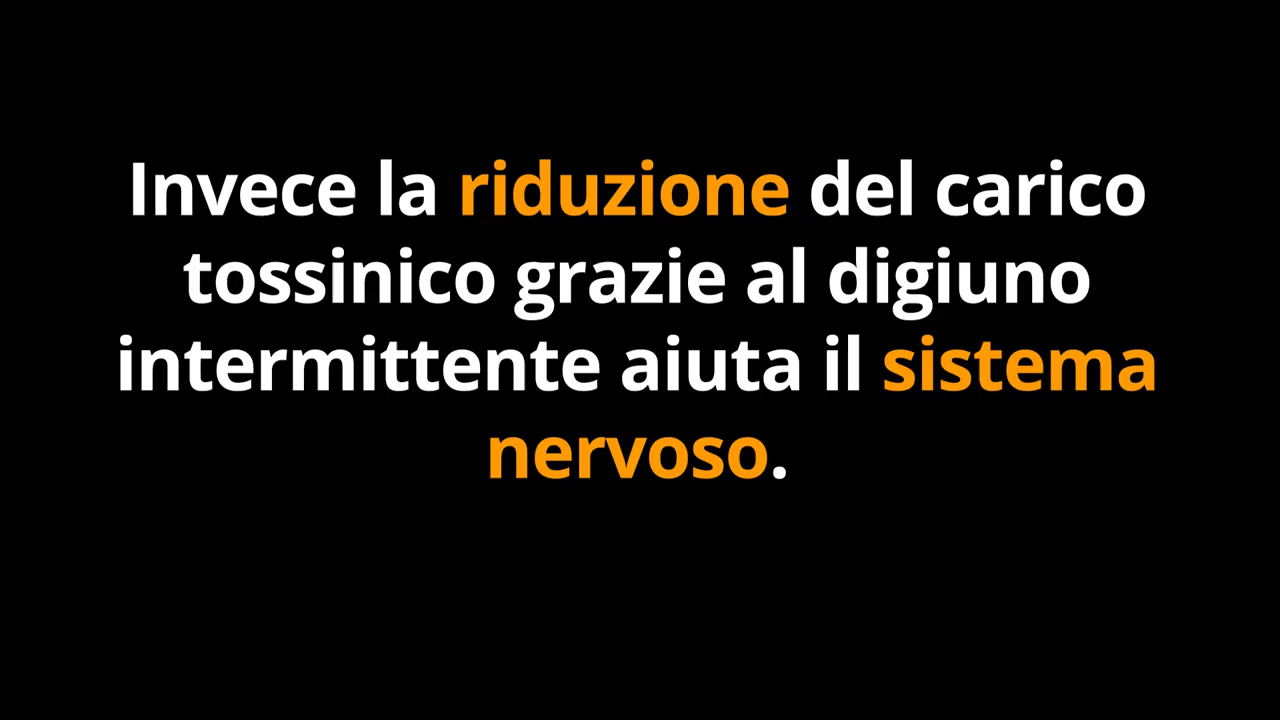 Invece la riduzione del carico
tossinico grazie al digiuno
intermittente aiuta il sistema
nervoso.